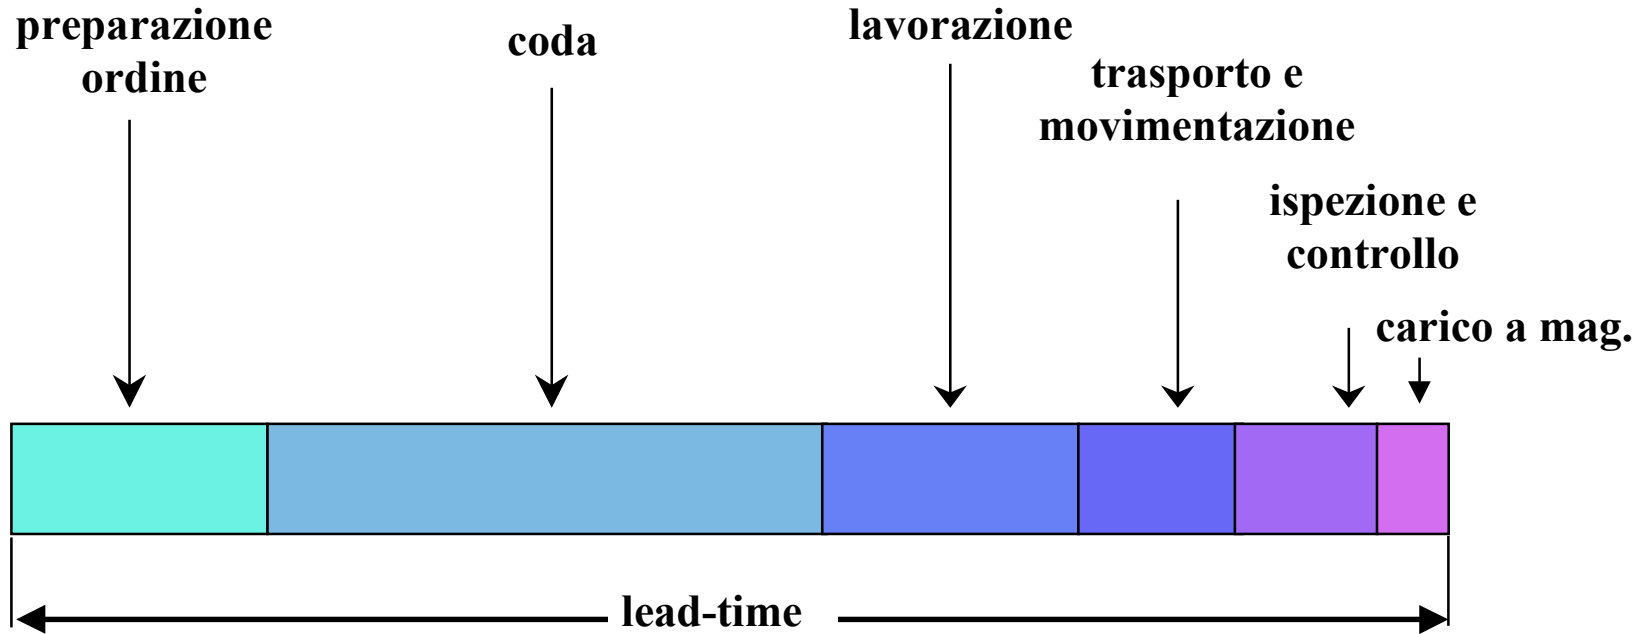 preparazione
ordine
coda
lavorazione
trasporto e
movimentazione
ispezione e
controllo
carico a mag.
lead-time